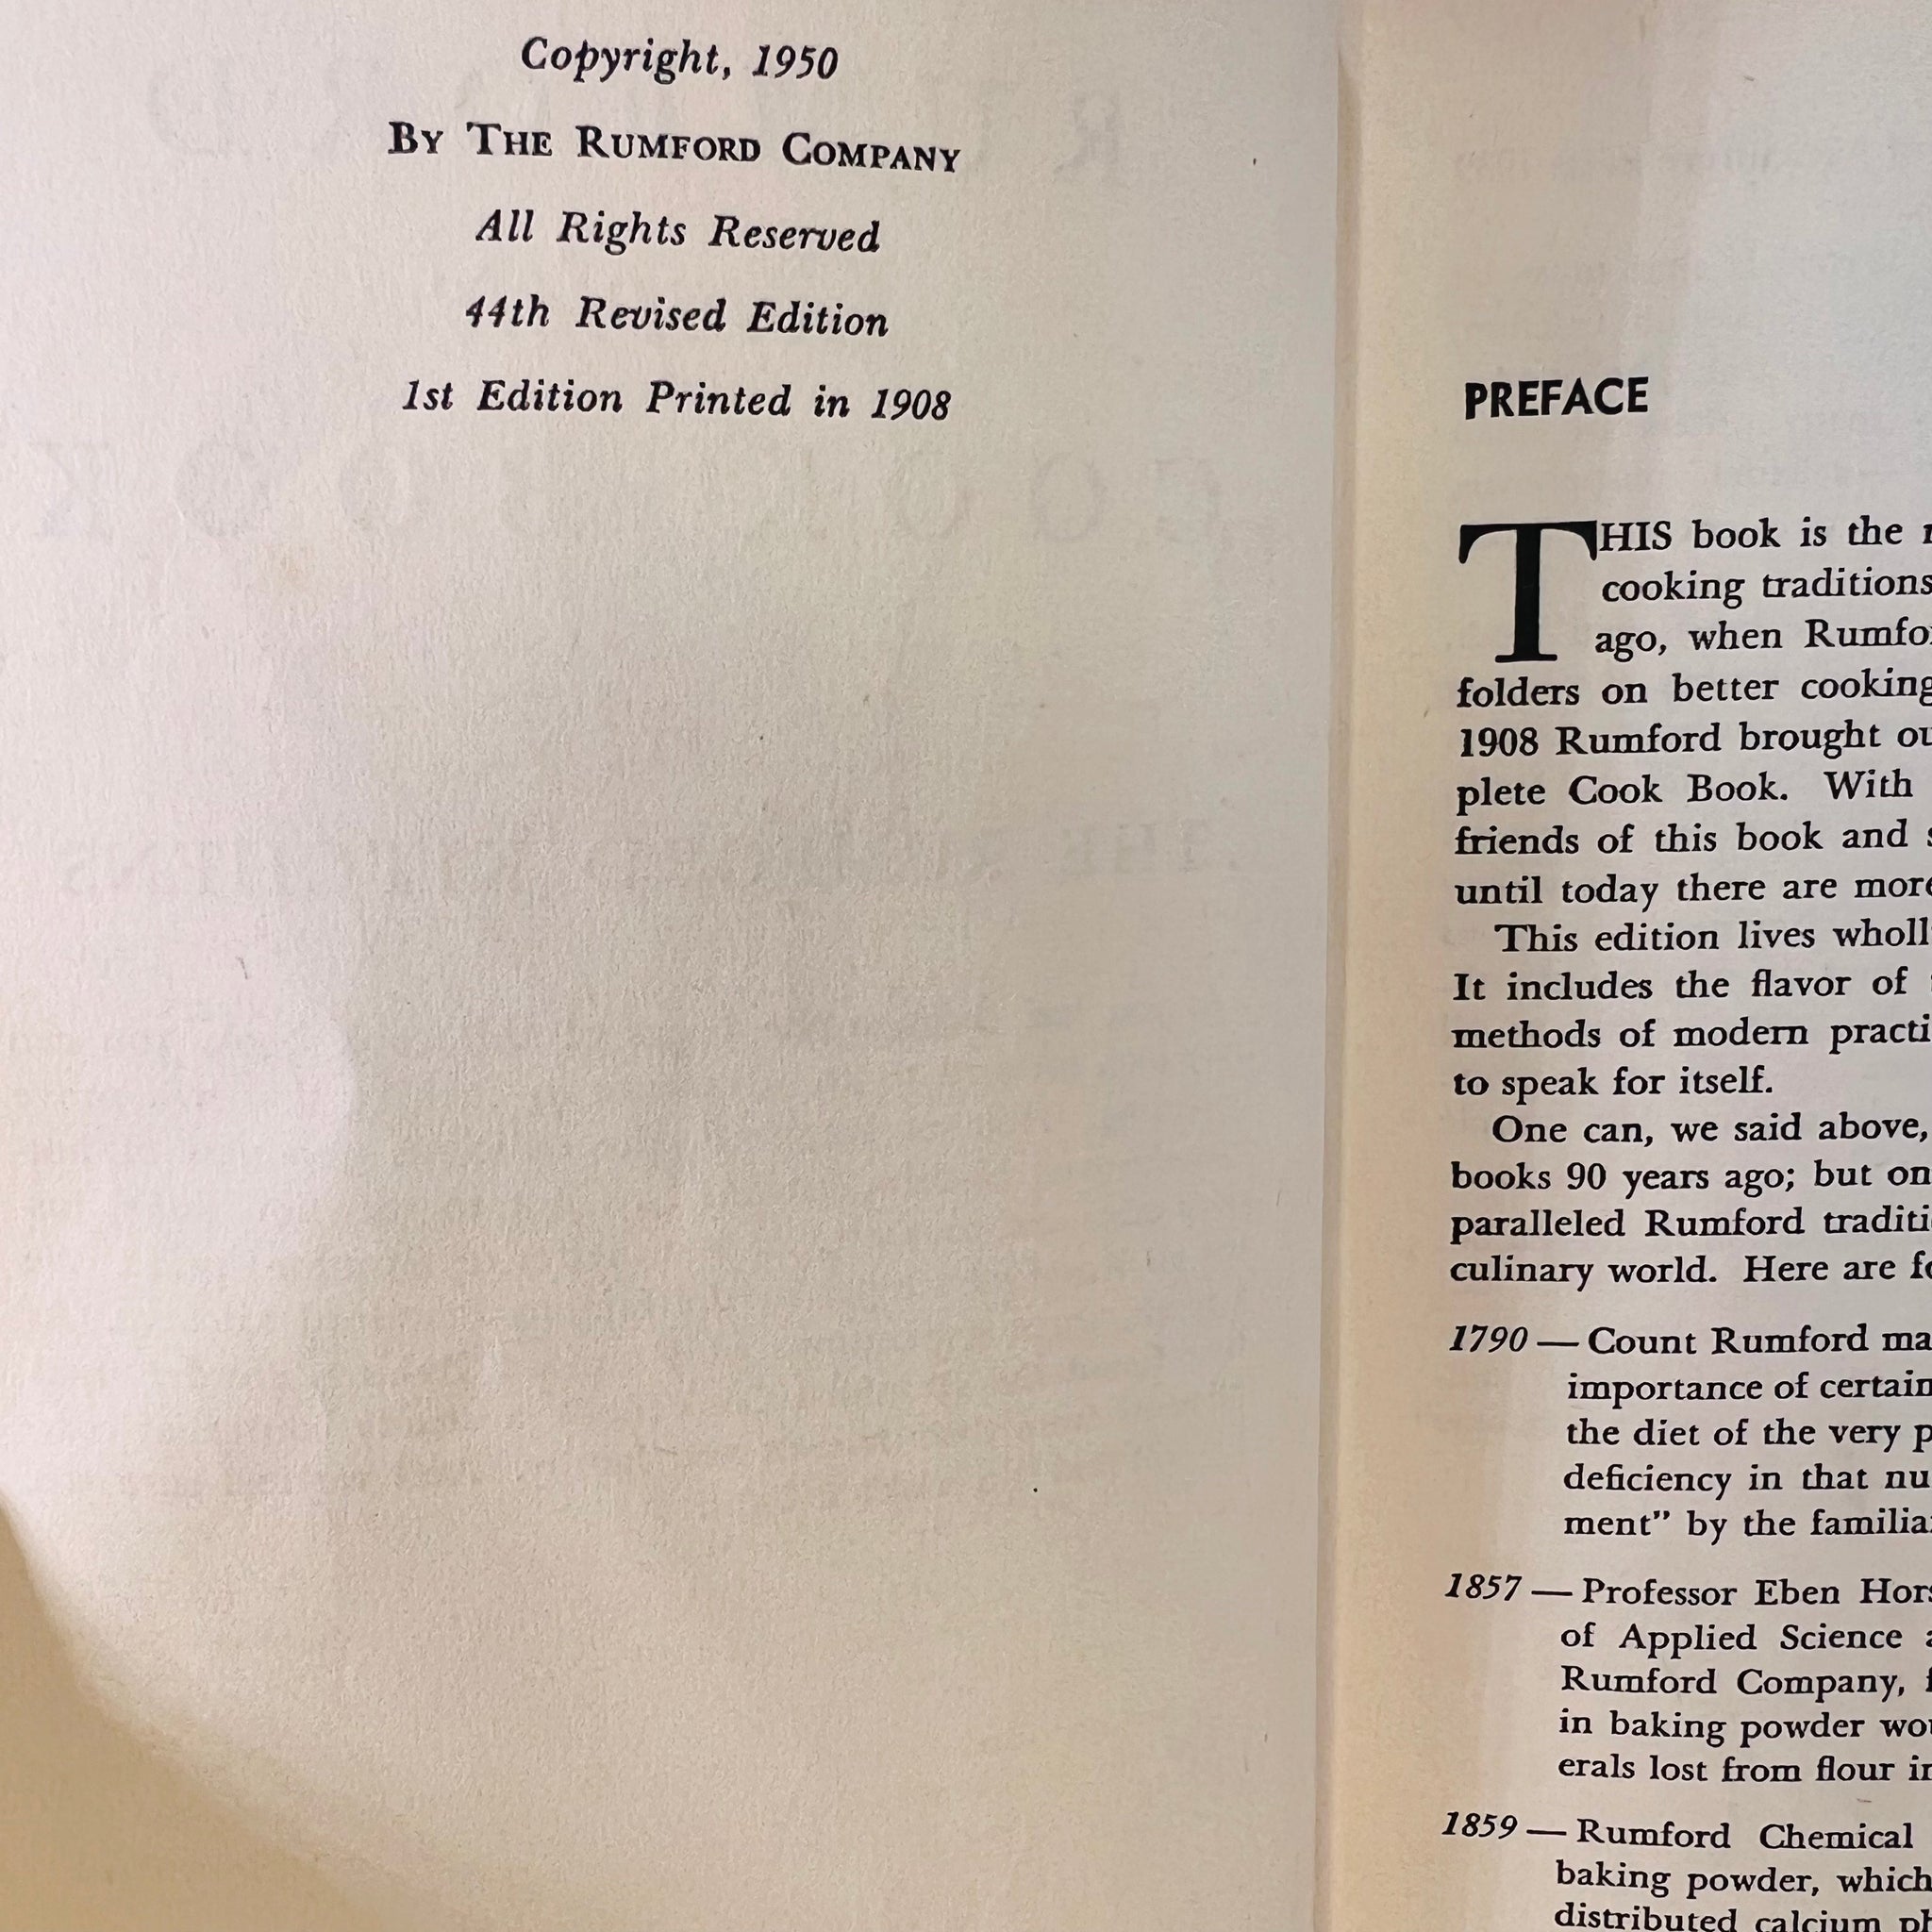 Copyright, 1950
BY THE RUMFORD COMPANY
All Rights Reserved
44th Revised Edition
1st Edition Printed in 1908
PREFACE
THIS book is the
cooking traditions
ago, when
folders on better cooking
1908 Rumford brought
plete Cook Book. With
friends of this book and
until today there are more
This edition lives
It includes the flavor of
methods of modern
to speak for itself.
One can, we said above,
books 90 years ago; but
paralleled Rumford
culinary world. Here are
1790 — Count Rumford
importance of certain
the diet of the very
deficiency in that
ment" by the
1857 — Professor Eben
of Applied Science
Rumford Company,
in baking powder
erals lost from flour
1859 — Rumford Chemical
baking powder, which
distributed calcium